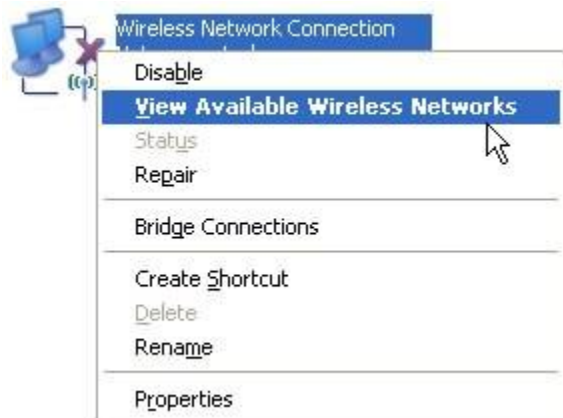 Wireless Network Connection
Disable
View Available Wireless Networks
Status
Repair
Bridge Connections
Create Shortcut
Delete
Rename
Properties